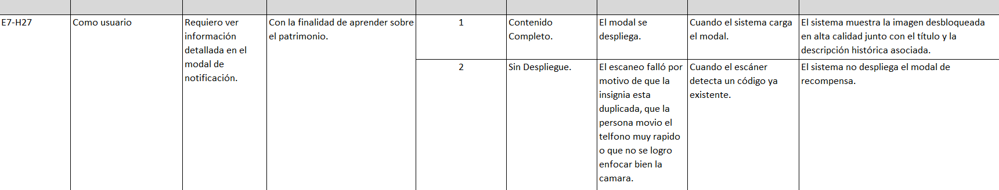 E7-H27
Como usuario
Requiero ver
información
detallada en el
modal de
notificación.
Con la finalidad de aprender sobre
el patrimonio.
1
Contenido
Completo.
El modal se
despliega.
Cuando el sistema carga
el modal.
El sistema muestra la imagen desbloqueada
en alta calidad junto con el título y la
descripción histórica asociada.
2
Sin Despliegue.
El escaneo falló por
motivo de que la
insignia esta
duplicada, que la
persona movio el
telfono muy rapido
o que no se logro
enfocar bien la
camara.
Cuando el escáner
detecta un código ya
existente.
El sistema no despliega el modal de
recompensa.